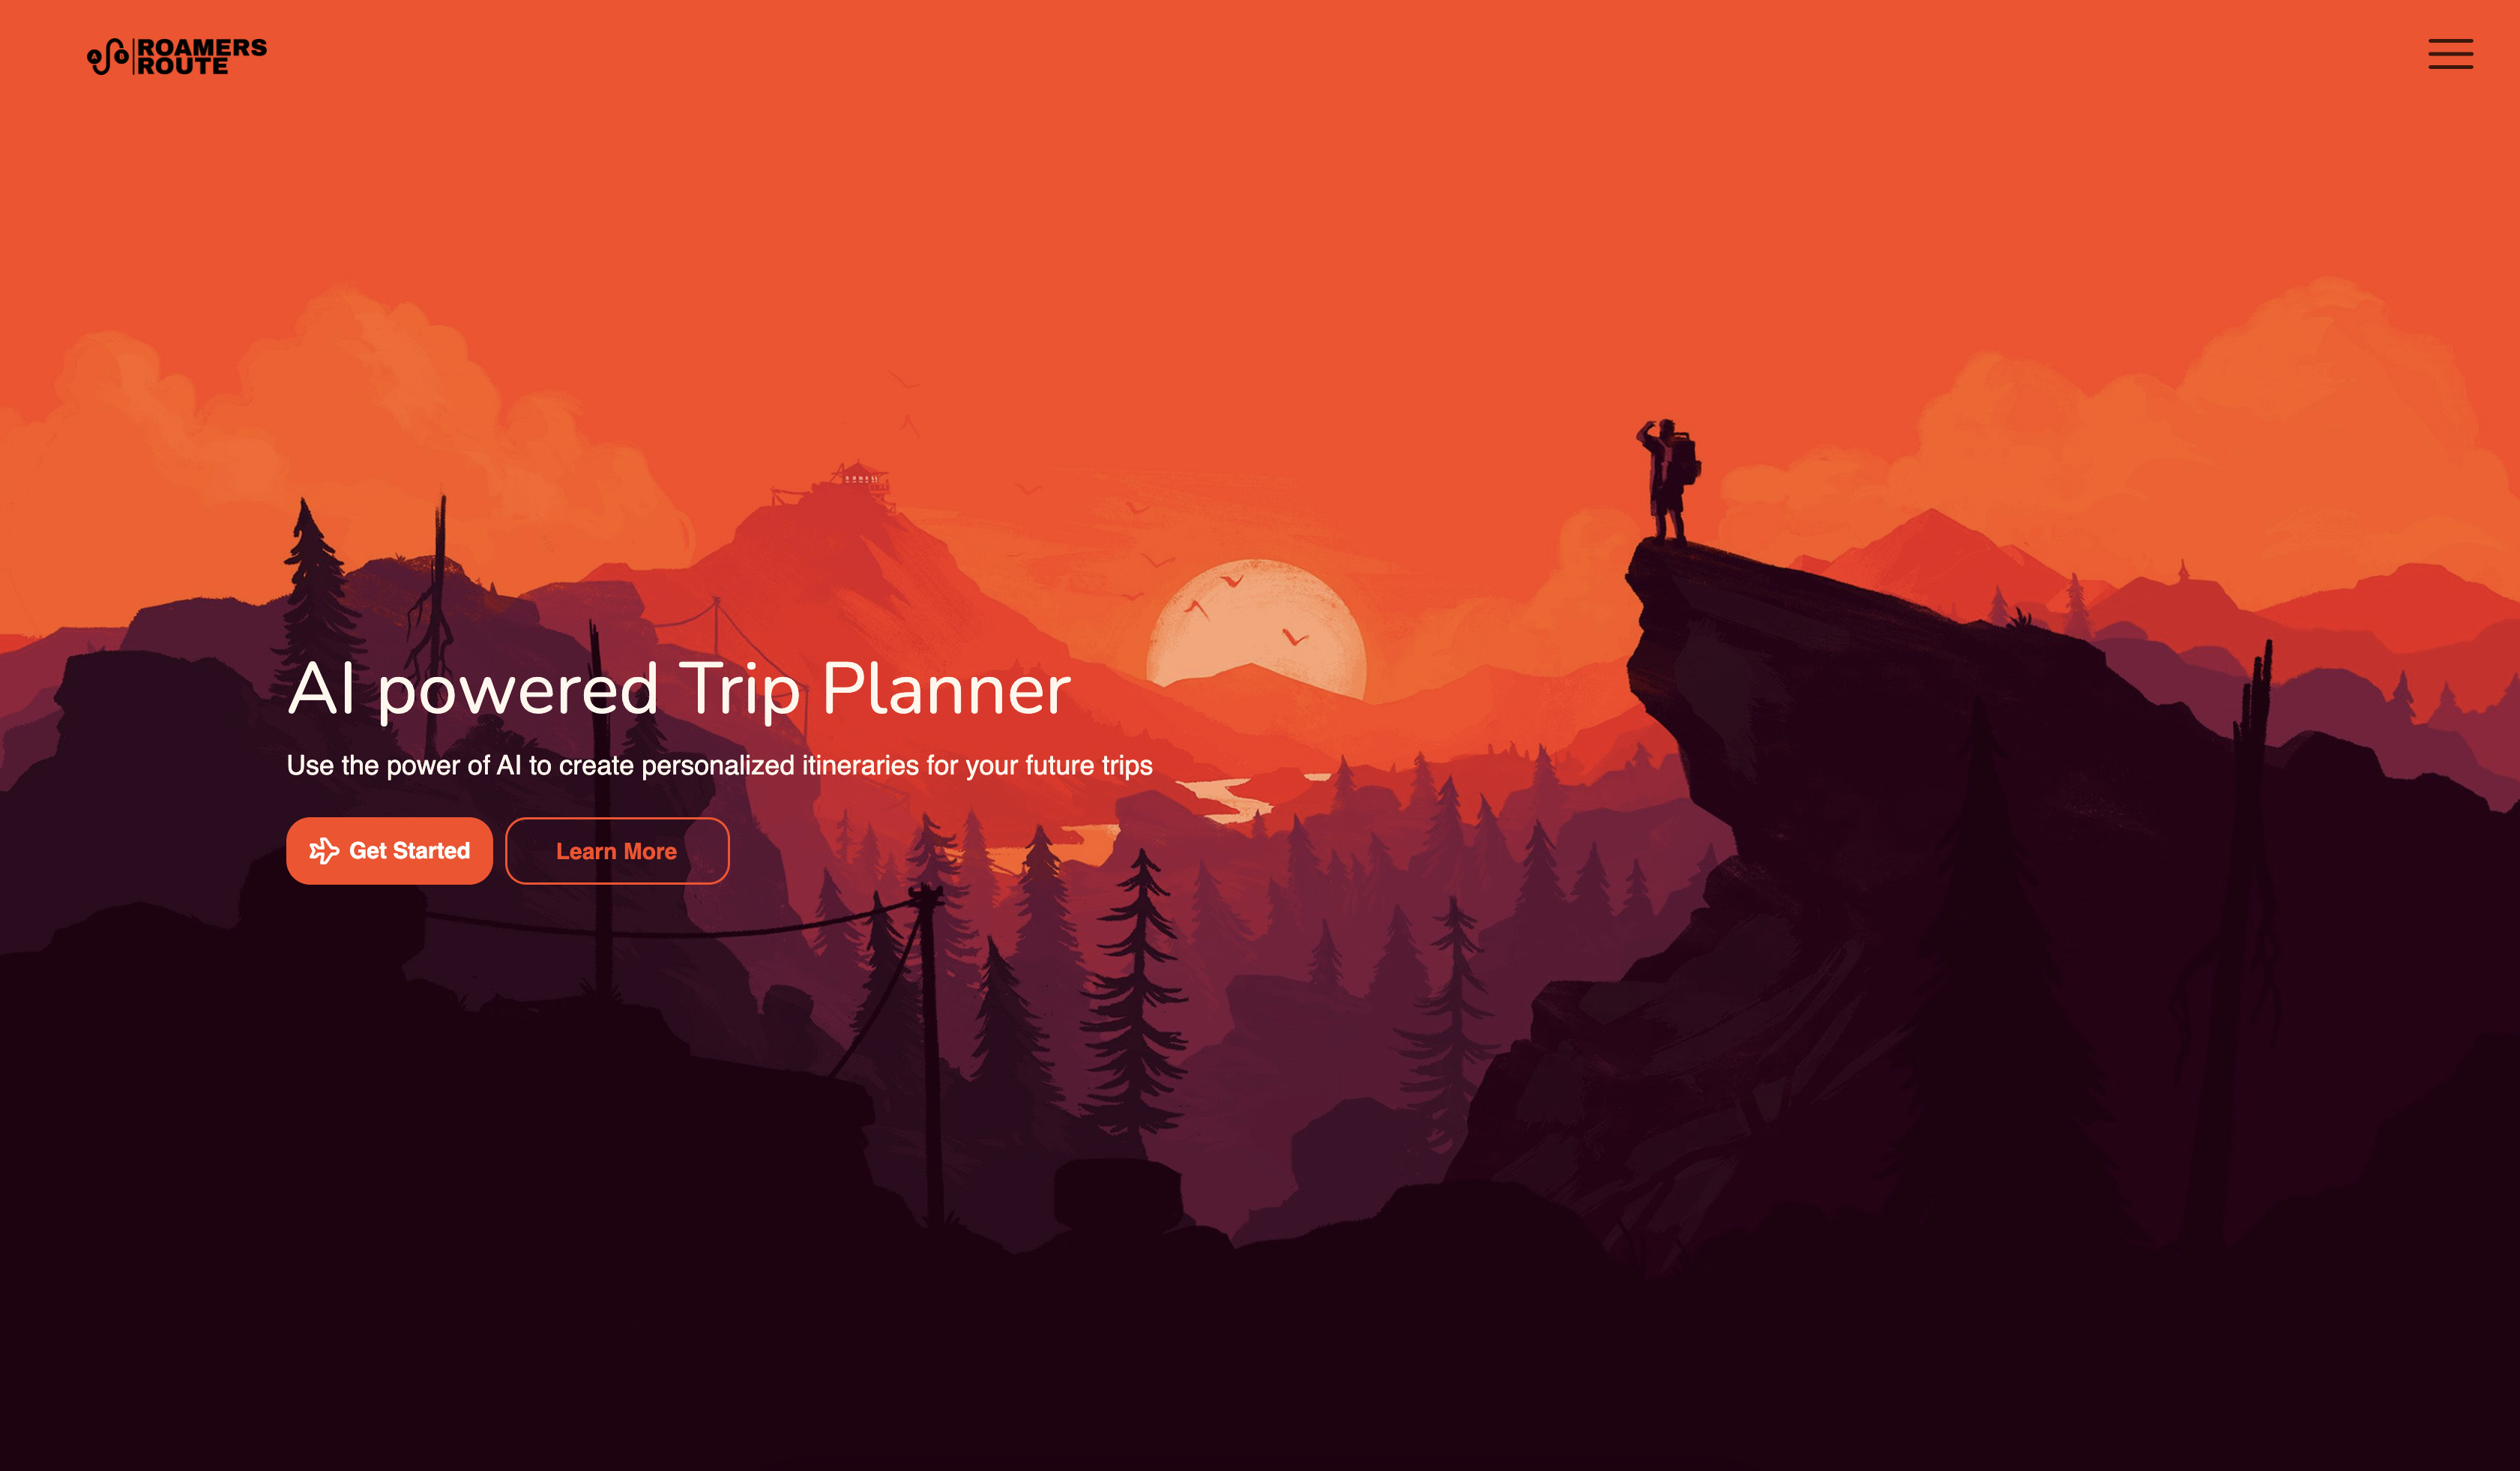 A B
ROAMERS
ROUTE
AI powered Trip Planner
Use the power of AI to create personalized itineraries for your future trips
Get Started
Learn More